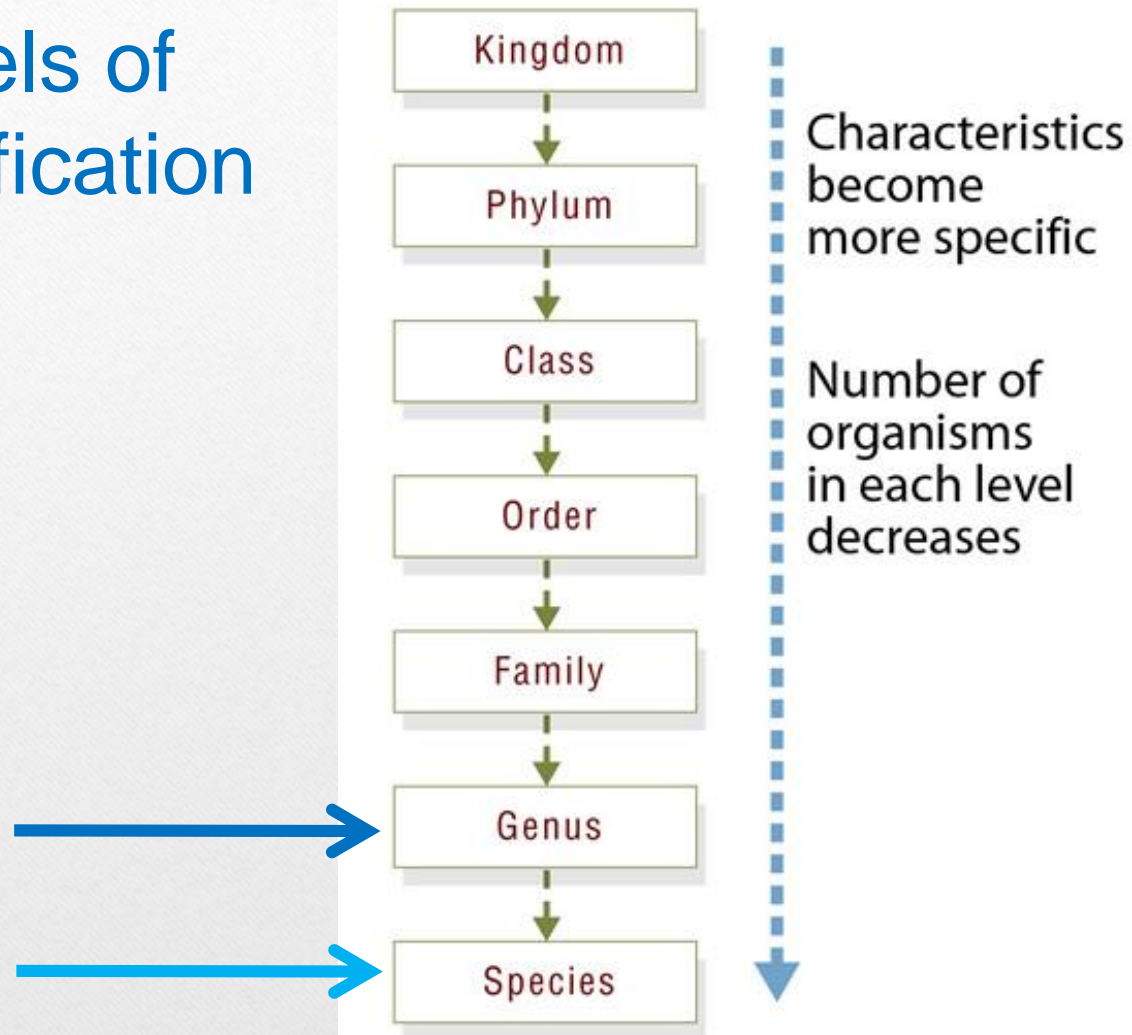 els of
fication
Kingdom
Phylum
Class
Order
Family
Genus
Species
Characteristics
become
more specific
Number of
organisms
in each level
decreases